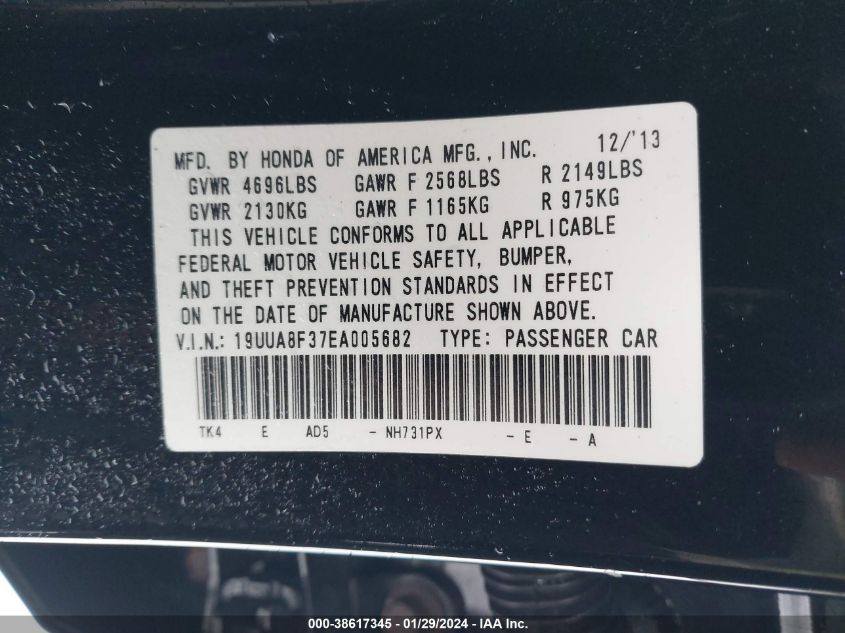 MFD. BY HONDA OF AMERICA MFG., INC. 12/'13
GVWR 4696LBS GAWR F 2568LBS R 2149LBS
GVWR 2130KG GAWR F 1165KG R 975KG
THIS VEHICLE CONFORMS TO ALL APPLICABLE
FEDERAL MOTOR VEHICLE SAFETY, BUMPER,
AND THEFT PREVENTION STANDARDS IN EFFECT
ON THE DATE OF MANUFACTURE SHOWN ABOVE.
V.I.N.: 19UUA8F37EA005682 TYPE: PASSENGER CAR
TK4 E AD5 - NH731PX - E - A
000-38617345 - 01/29/2024 - IAA Inc.